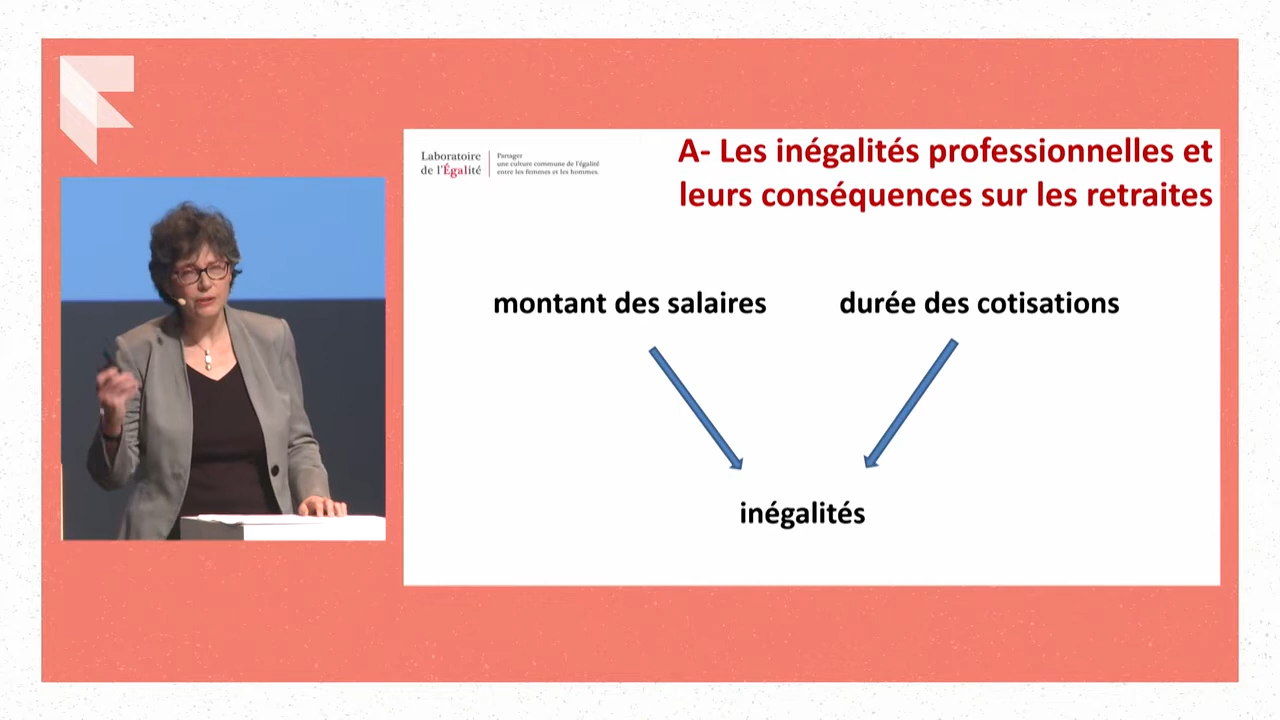 Laboratoire
de l'Égalité
Partager
une culture commune de l'égalité
entre les femmes et les hommes.
A- Les inégalités professionnelles et
leurs conséquences sur les retraites
montant des salaires
durée des cotisations
inégalités